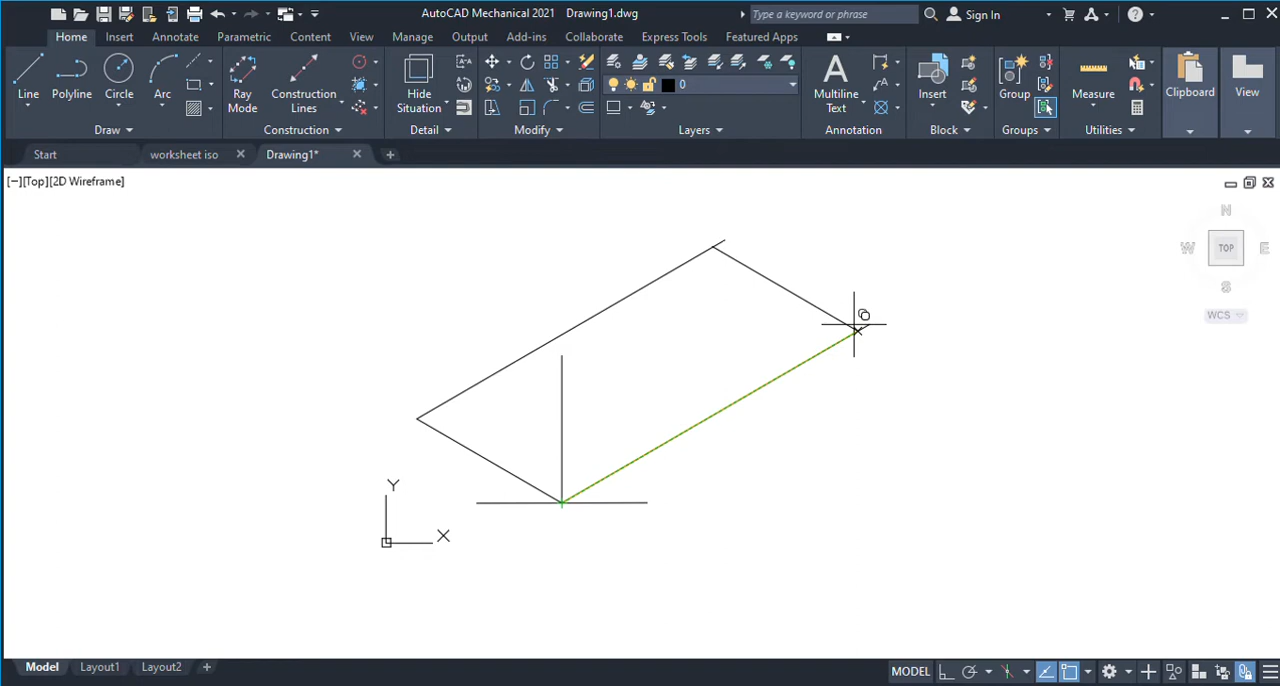 AutoCAD Mechanical 2021 Drawing1.dwg
Type a keyword or phrase
Sign In
Home Insert Annotate Parametric Content View Manage Output Add-ins Collaborate Express Tools Featured Apps
Line Polyline Circle Arc
Ray
Mode
Construction
Lines
Hide
Situation
0
Multiline
Text
Insert
Group
Measure
Clipboard
View
Draw Construction Detail Modify Layers Annotation Block Groups Utilities
Start worksheet iso Drawing1*
[−][Top][2D Wireframe]
N
W TOP E
S
WCS
Y
X
Model Layout1 Layout2 +
MODEL